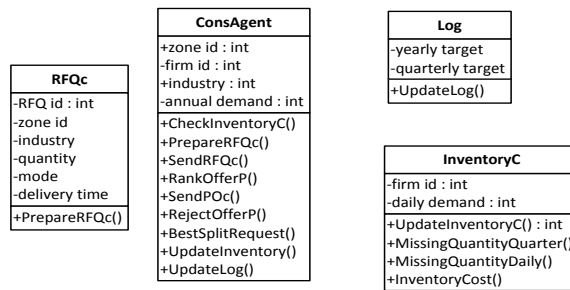 RFQc
-RFQ id : int
-zone id
-industry
-quantity
-mode
-delivery time
+PrepareRFQc()
ConsAgent
+zone id : int
-firm id : int
+industry : int
-annual demand : int
+CheckInventoryC()
+PrepareRFQc()
+SendRFQc()
+RankOfferP()
+SendPOc()
+RejectOfferP()
+BestSplitRequest()
+UpdateInventory()
+UpdateLog()
Log
-yearly target
-quarterly target
+UpdateLog()
InventoryC
-firm id : int
-daily demand : int
+UpdateInventoryC() : int
+MissingQuantityQuarter()
+MissingQuantityDaily()
+InventoryCost()